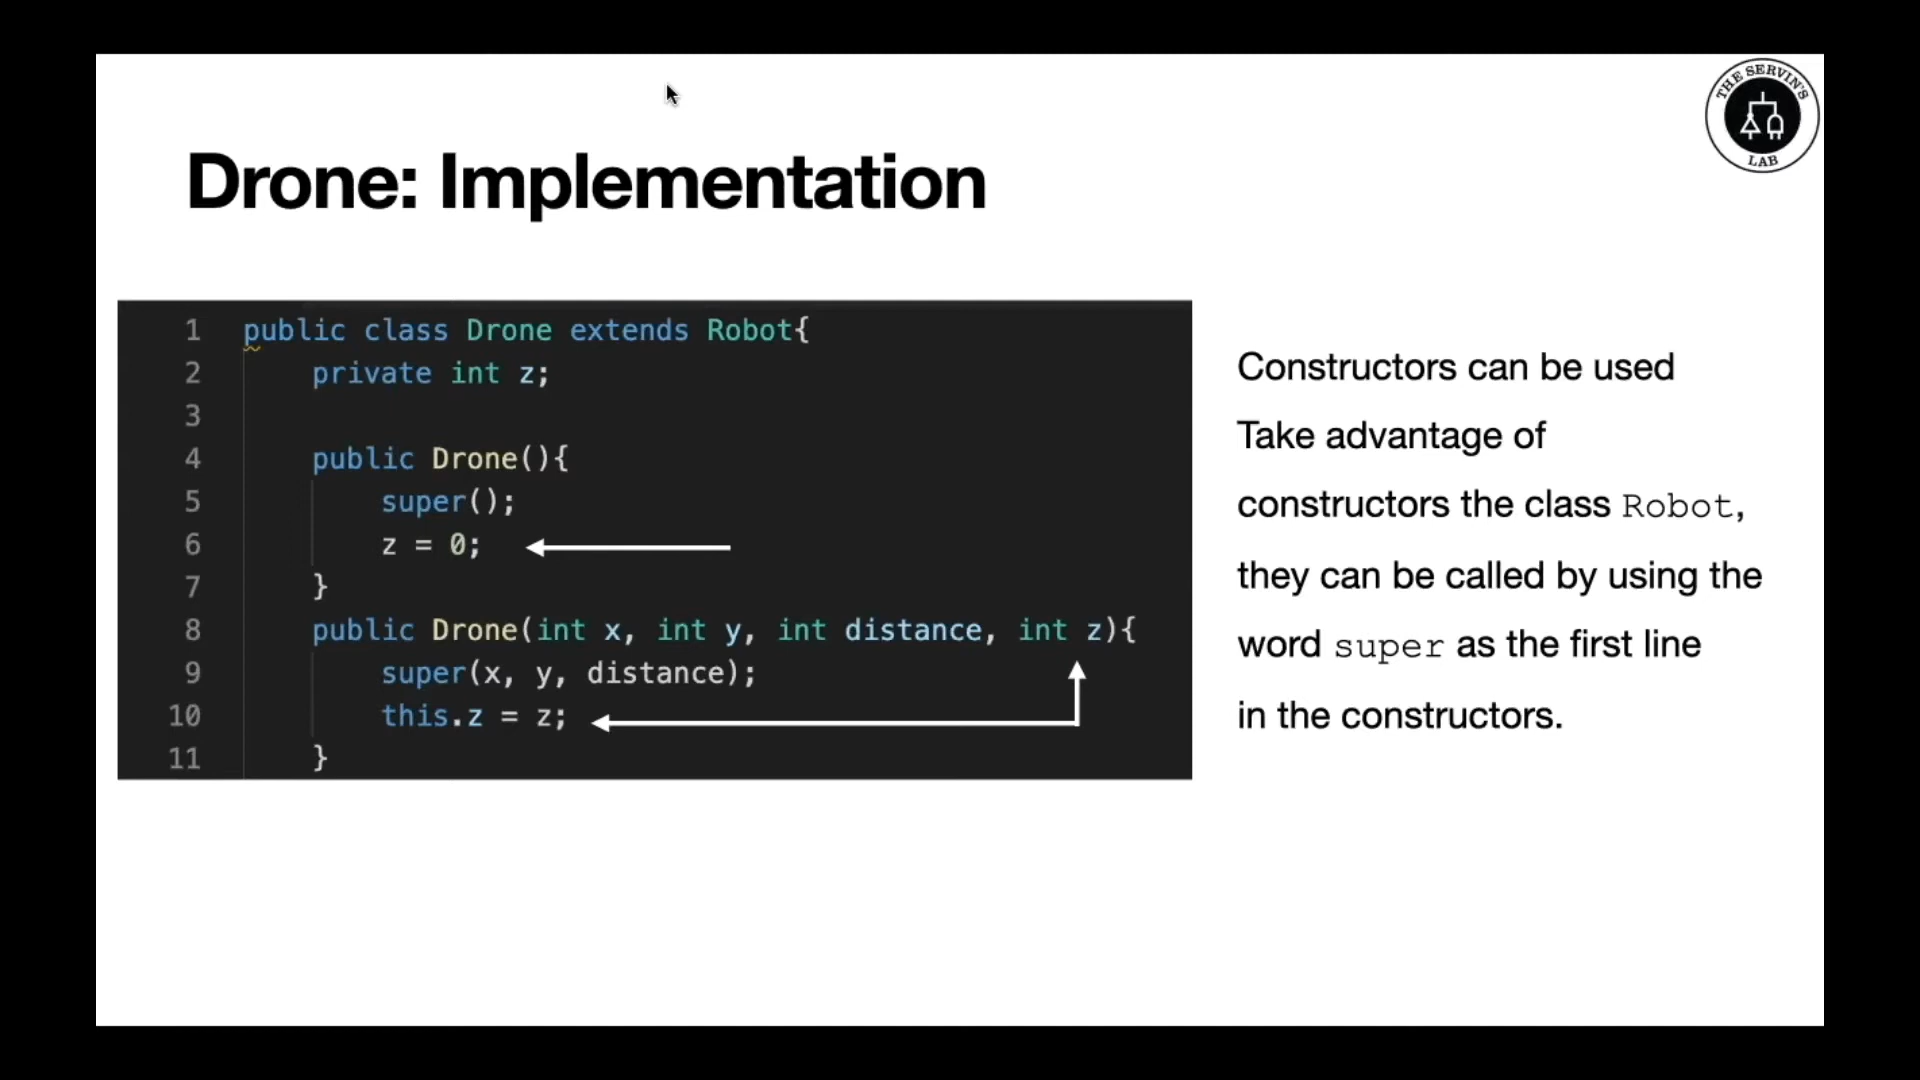 THE SERVIN'S
LAB
Drone: Implementation
1 public class Drone extends Robot{
2 private int z;
3
4 public Drone(){
5 super();
6 z = 0;
7 }
8 public Drone(int x, int y, int distance, int z){
9 super(x, y, distance);
10 this.z = z;
11 }
Constructors can be used
Take advantage of
constructors the class Robot,
they can be called by using the
word super as the first line
in the constructors.